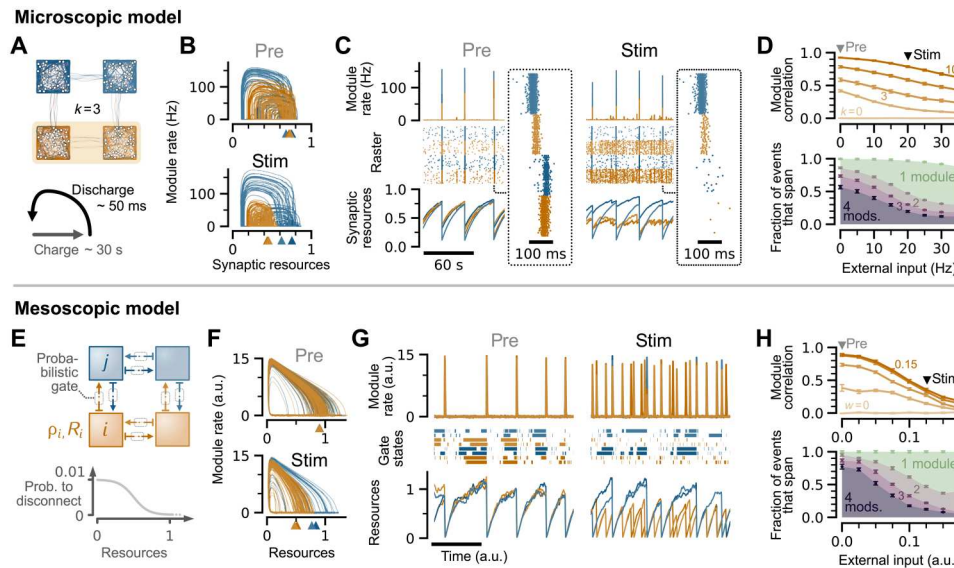 Microscopic model
A
k=3
Discharge
~ 50 ms
Charge ~ 30 s
B
Pre
100
0
Module rate (Hz)
Stim
100
0
0
1
Synaptic resources
C
Pre
Stim
Module
rate (Hz)
150
0
Raster
Synaptic
resources
1.0
0.5
0.0
60 s
100 ms
100 ms
D
Pre
Stim
Module
correlation
1.0
0.5
0.0
10
3
k=0
0
10
20
30
Fraction of events
that span
1.0
0.5
0.0
1 module
2
3
4
mods.
0
10
20
30
External input (Hz)
Mesoscopic model
E
Proba-
bilistic
gate
j
ρi, Ri
i
0.01
Prob. to
disconnect
0
0
1
Resources
F
Pre
15
0
Module rate (a.u.)
Stim
15
0
0
1
Resources
G
Pre
Stim
Module
rate (a.u.)
15
0
Gate
states
Resources
1
0
Time (a.u.)
H
Pre
Stim
Module
correlation
1.0
0.5
0.0
0.15
w=0
0.0
0.1
Fraction of events
that span
1.0
0.5
0.0
1 module
2
3
4
mods.
0.0
0.1
External input (a.u.